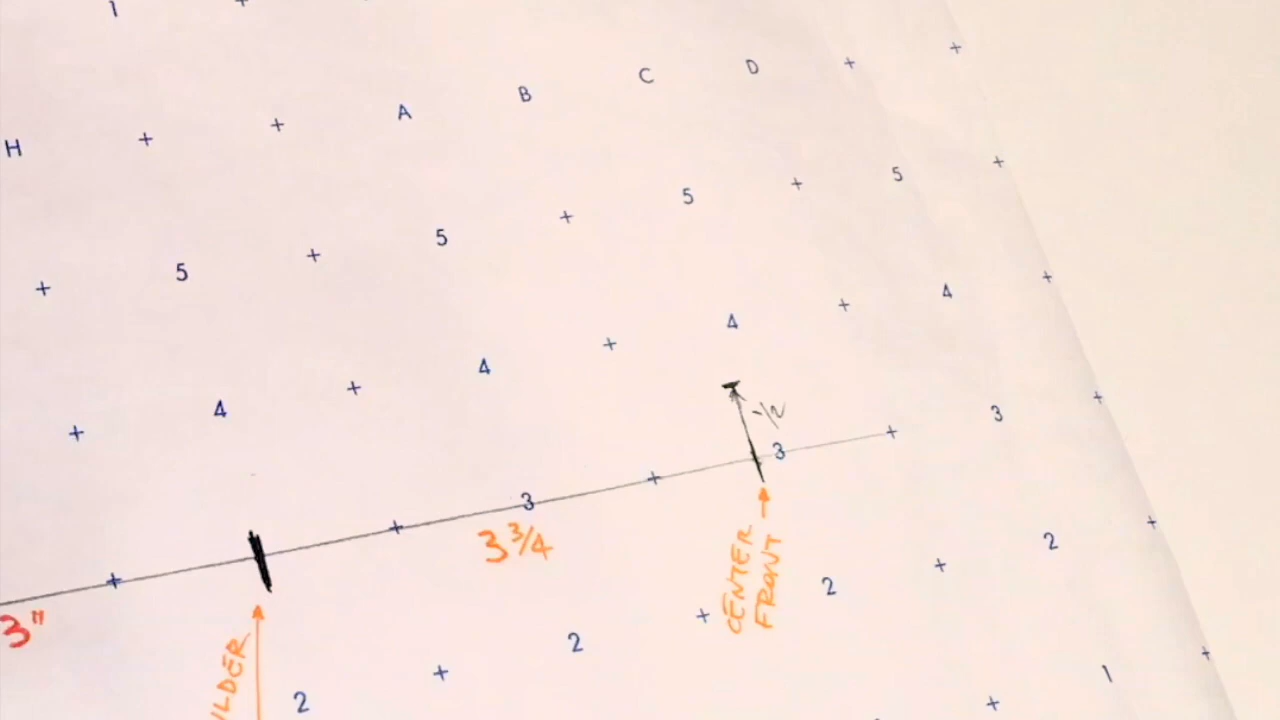 1 +
H + + A B C D + +
+ 5 + 5 + 5 + 5 +
+ 4 + 4 + 4 + 4 +
-1/2
+ + 3 + 3 + 3 +
3" 3 3/4
CENTER
FRONT
2 + 2 + 2 + 2 +
+ 1 +